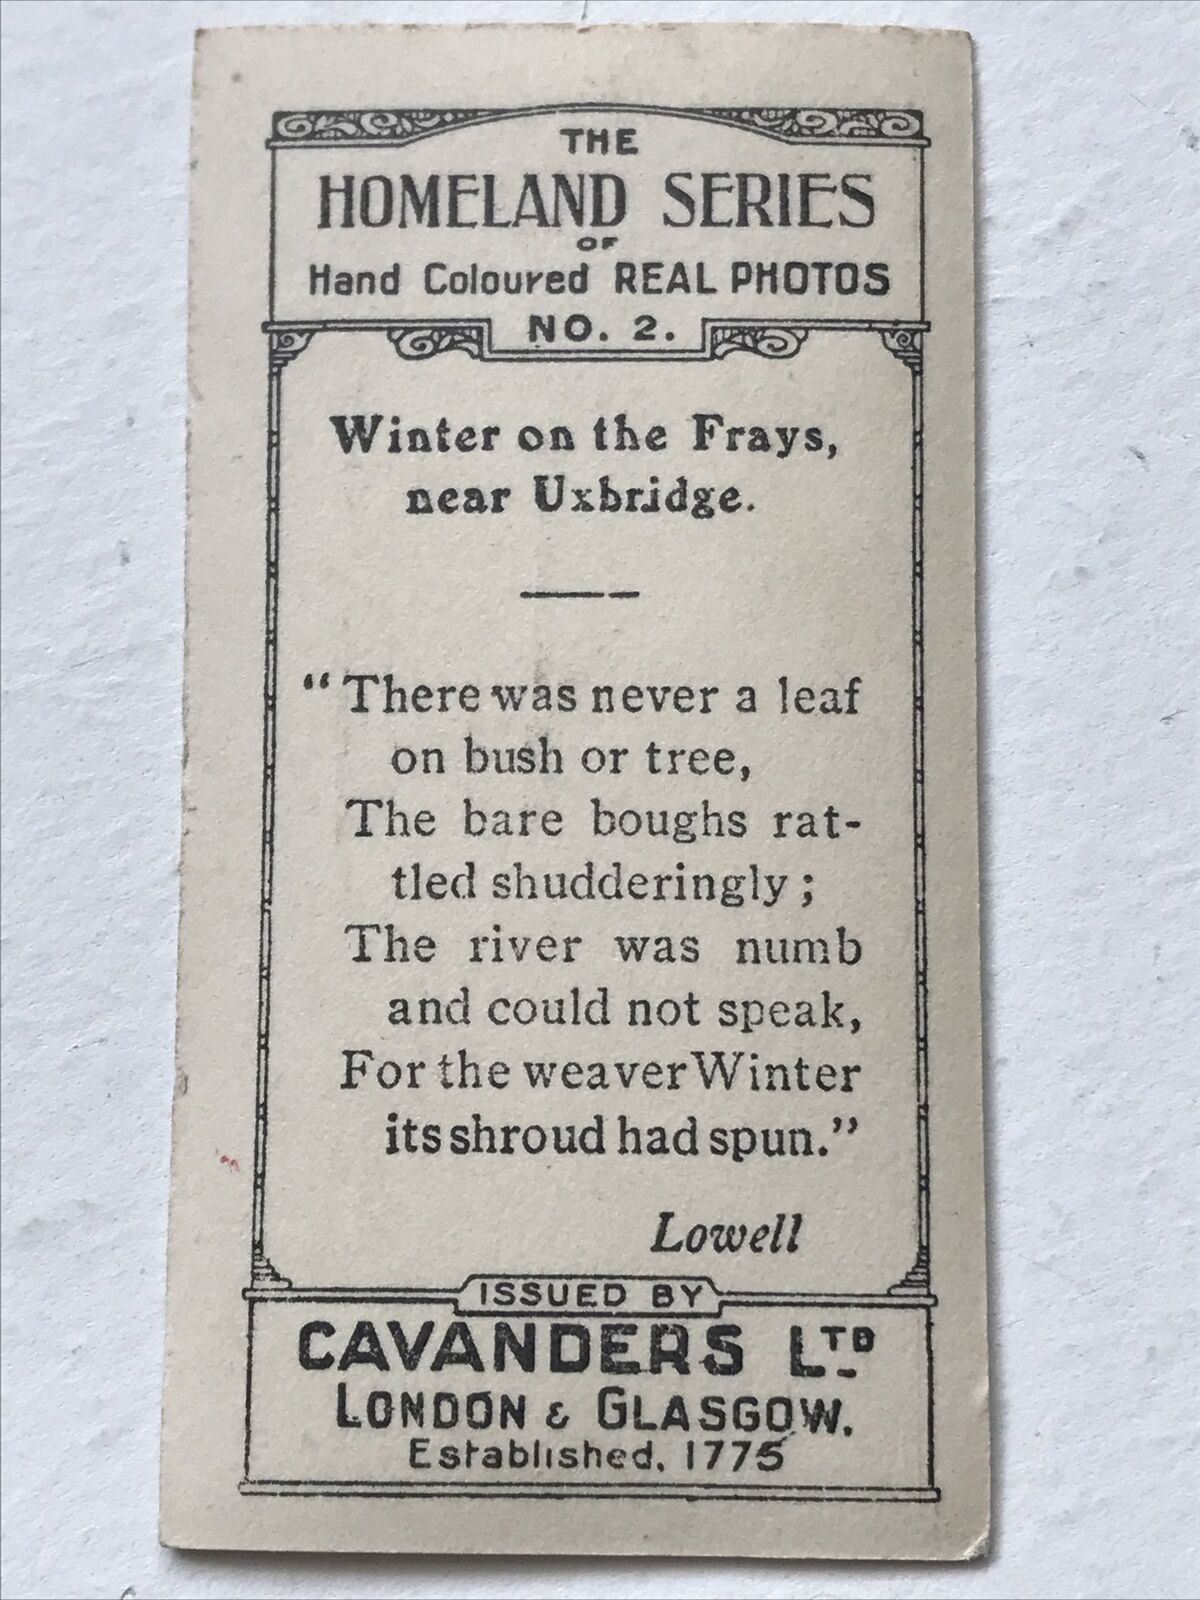 THE
HOMELAND SERIES
OF
Hand Coloured REAL PHOTOS
NO. 2.
Winter on the Frays,
near Uxbridge.
"There was never a leaf
on bush or tree,
The bare boughs rat-
tled shudderingly;
The river was numb
and could not speak,
For the weaver Winter
its shroud had spun."
Lowell
ISSUED BY
CAVANDERS LTD
LONDON & GLASGOW.
Established. 1775